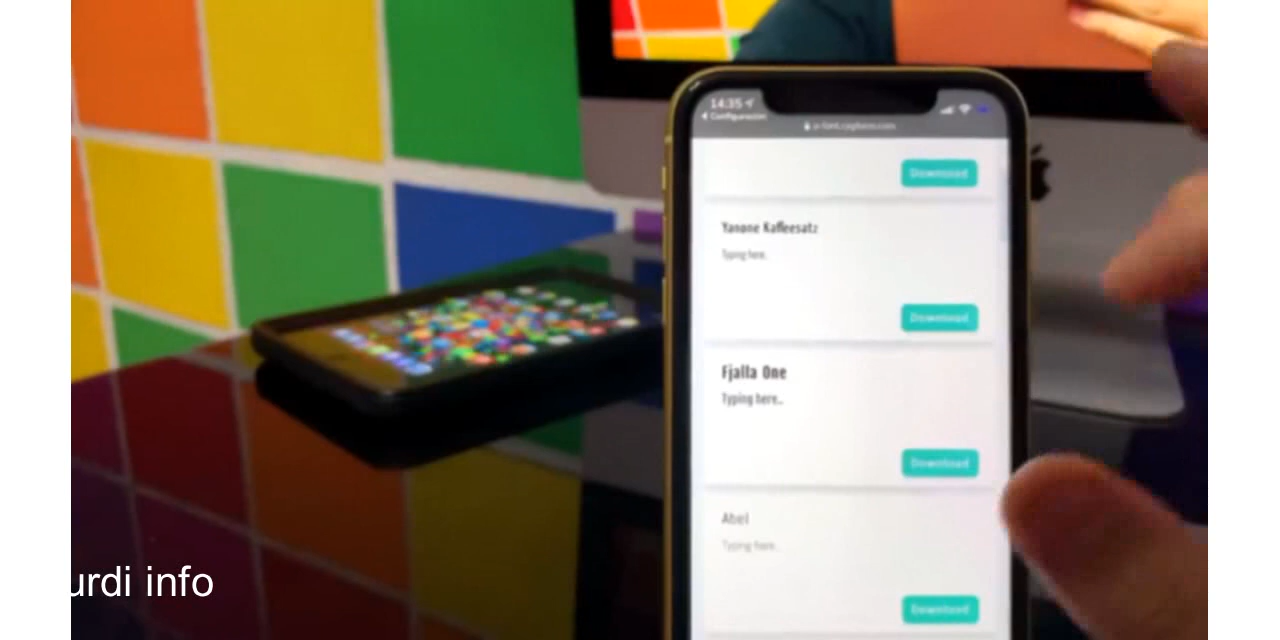 14:35
Configuración
Download
Yanone Kaffeesatz
Typing here..
Download
Fjalla One
Typing here..
Download
Abel
Typing here..
Download
urdi info